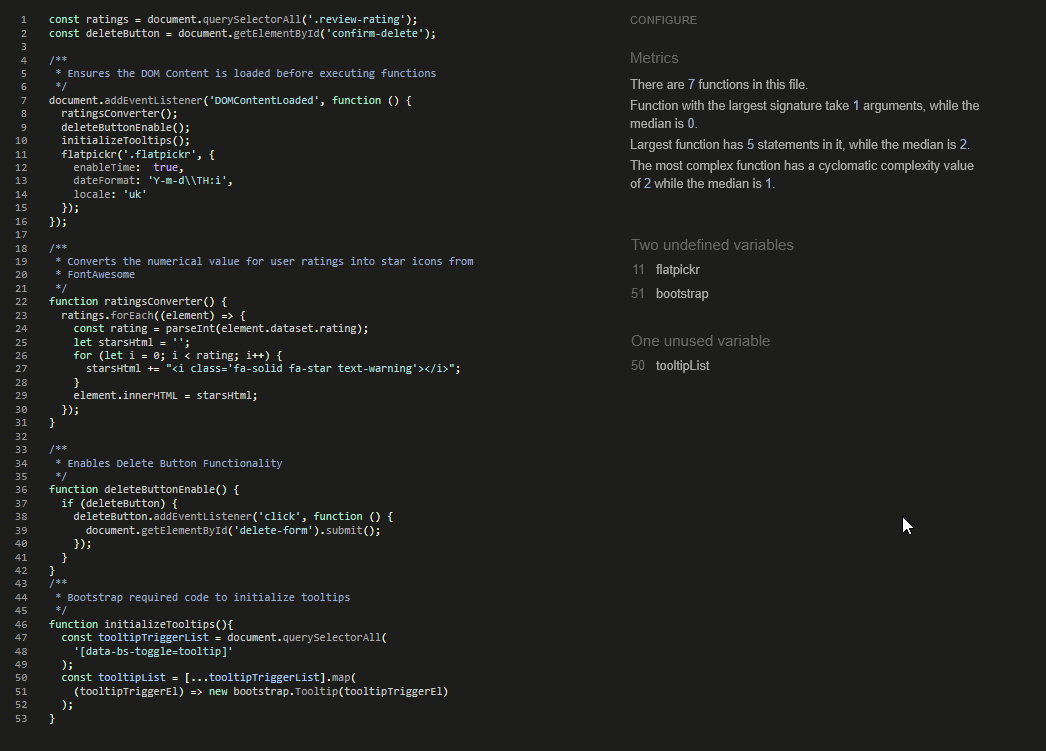 1 const ratings = document.querySelectorAll('.review-rating');
2 const deleteButton = document.getElementById('confirm-delete');
3
4 /**
5  * Ensures the DOM Content is loaded before executing functions
6  */
7 document.addEventListener('DOMContentLoaded', function () {
8   ratingsConverter();
9   deleteButtonEnable();
10   initializeTooltips();
11   flatpickr('.flatpickr', {
12     enableTime:  true,
13     dateFormat: 'Y-m-d\\TH:i',
14     locale: 'uk'
15   });
16 });
17
18 /**
19  * Converts the numerical value for user ratings into star icons from
20  * FontAwesome
21  */
22 function ratingsConverter() {
23   ratings.forEach((element) => {
24     const rating = parseInt(element.dataset.rating);
25     let starsHtml = '';
26     for (let i = 0; i < rating; i++) {
27       starsHtml += "<i class='fa-solid fa-star text-warning'></i>";
28     }
29     element.innerHTML = starsHtml;
30   });
31 }
32
33 /**
34  * Enables Delete Button Functionality
35  */
36 function deleteButtonEnable() {
37   if (deleteButton) {
38     deleteButton.addEventListener('click', function () {
39       document.getElementById('delete-form').submit();
40     });
41   }
42 }
43 /**
44  * Bootstrap required code to initialize tooltips
45  */
46 function initializeTooltips(){
47   const tooltipTriggerList = document.querySelectorAll(
48     '[data-bs-toggle=tooltip]'
49   );
50   const tooltipList = [...tooltipTriggerList].map(
51     (tooltipTriggerEl) => new bootstrap.Tooltip(tooltipTriggerEl)
52   );
53 }
CONFIGURE
Metrics
There are 7 functions in this file.
Function with the largest signature take 1 arguments, while the
median is 0.
Largest function has 5 statements in it, while the median is 2.
The most complex function has a cyclomatic complexity value
of 2 while the median is 1.
Two undefined variables
11 flatpickr
51 bootstrap
One unused variable
50 tooltipList